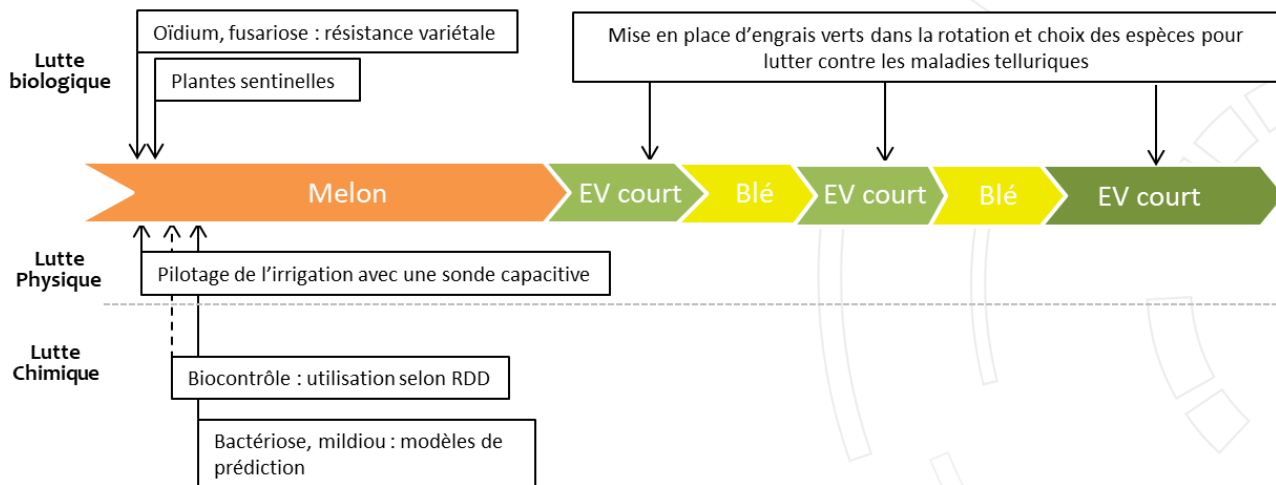 Lutte
biologique
Oïdium, fusariose : résistance variétale
Plantes sentinelles
Mise en place d’engrais verts dans la rotation et choix des espèces pour
lutter contre les maladies telluriques
Melon
EV court
Blé
EV court
Blé
EV court
Lutte
Physique
Pilotage de l’irrigation avec une sonde capacitive
Lutte
Chimique
Biocontrôle : utilisation selon RDD
Bactériose, mildiou : modèles de
prédiction